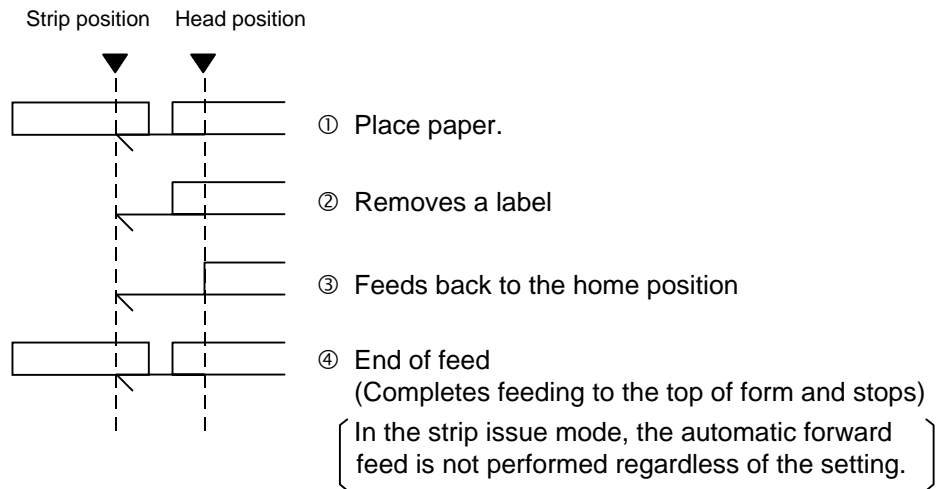 Strip position Head position
① Place paper.
② Removes a label
③ Feeds back to the home position
④ End of feed
(Completes feeding to the top of form and stops)
In the strip issue mode, the automatic forward
feed is not performed regardless of the setting.